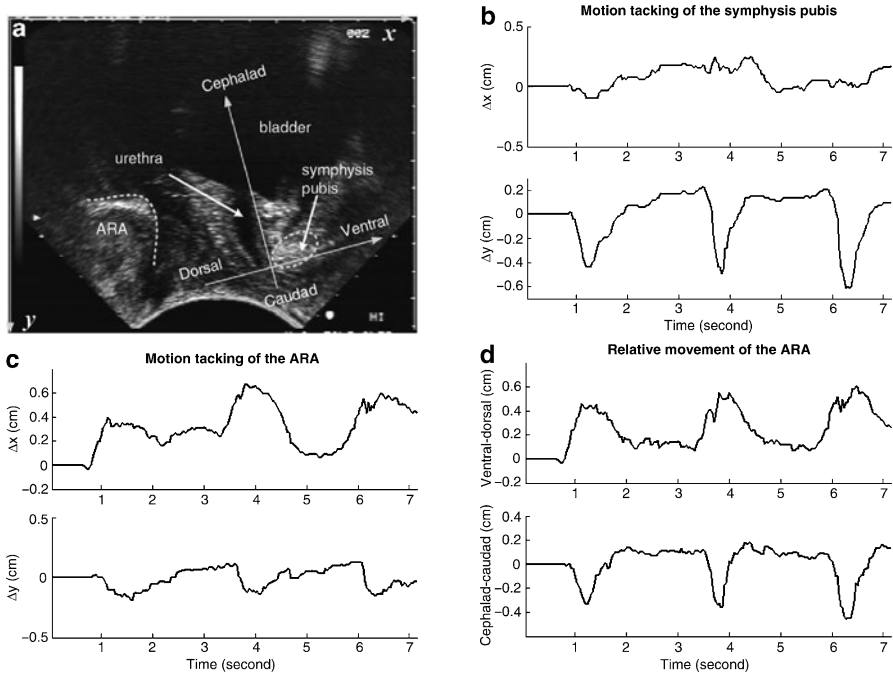 a
002 x
Cephalad
bladder
urethra
symphysis
pubis
ARA
Ventral
Dorsal
Caudad
y
HI
b
Motion tacking of the symphysis pubis
Δx (cm)
0.5
0
−0.5
1 2 3 4 5 6 7
Δy (cm)
0.2
0
−0.2
−0.4
−0.6
1 2 3 4 5 6 7
Time (second)
c
Motion tacking of the ARA
Δx (cm)
0.6
0.4
0.2
0
−0.2
1 2 3 4 5 6 7
Δy (cm)
0.5
0
−0.5
1 2 3 4 5 6 7
Time (second)
d
Relative movement of the ARA
Ventral-dorsal (cm)
0.6
0.4
0.2
0
−0.2
1 2 3 4 5 6 7
Cephalad-caudad (cm)
0.4
0.2
0
−0.2
−0.4
1 2 3 4 5 6 7
Time (second)